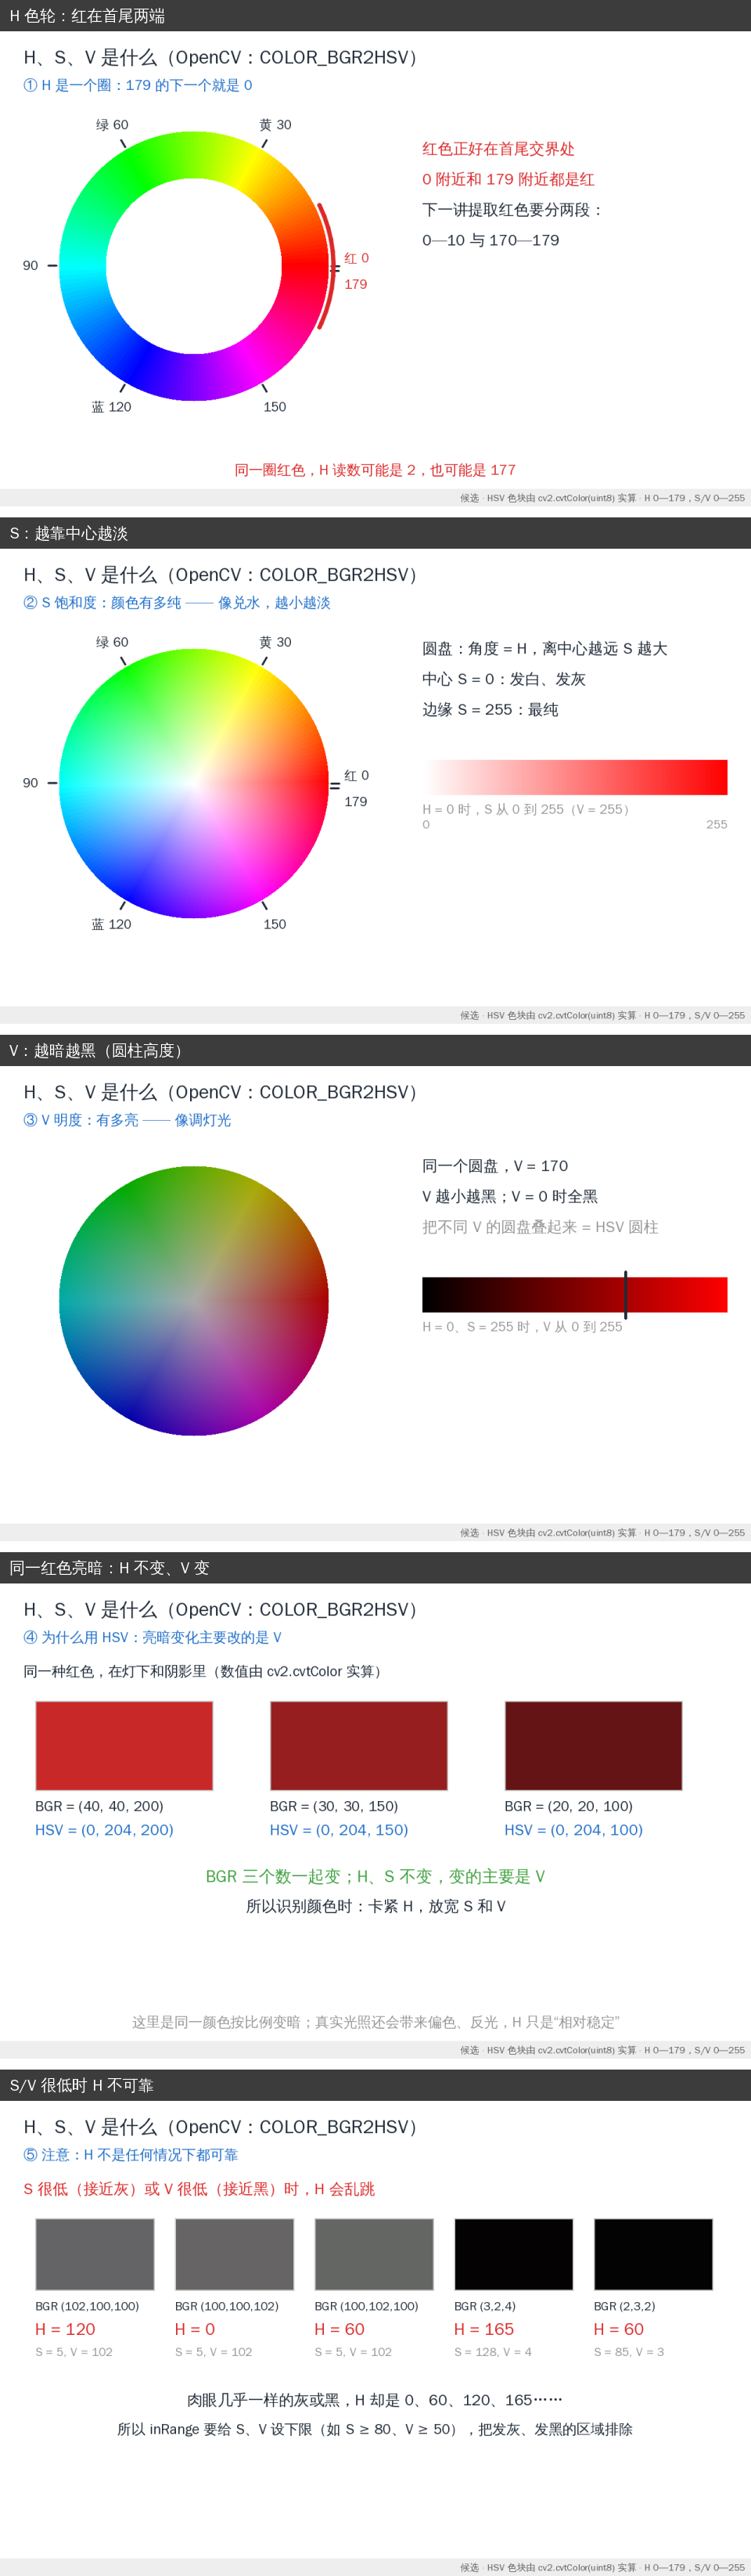 H 色轮：红在首尾两端
H、S、V 是什么（OpenCV：COLOR_BGR2HSV）
① H 是一个圈：179 的下一个就是 0
绿 60
黄 30
红色正好在首尾交界处
0 附近和 179 附近都是红
下一讲提取红色要分两段：
0—10 与 170—179
90
红 0
179
蓝 120
150
同一圈红色，H 读数可能是 2，也可能是 177
候选 · HSV 色块由 cv2.cvtColor(uint8) 实算 · H 0—179，S/V 0—255
S：越靠中心越淡
H、S、V 是什么（OpenCV：COLOR_BGR2HSV）
② S 饱和度：颜色有多纯 —— 像兑水，越小越淡
绿 60
黄 30
圆盘：角度 = H，离中心越远 S 越大
中心 S = 0：发白、发灰
边缘 S = 255：最纯
90
红 0
179
H = 0 时，S 从 0 到 255（V = 255）
0
255
蓝 120
150
候选 · HSV 色块由 cv2.cvtColor(uint8) 实算 · H 0—179，S/V 0—255
V：越暗越黑（圆柱高度）
H、S、V 是什么（OpenCV：COLOR_BGR2HSV）
③ V 明度：有多亮 —— 像调灯光
同一个圆盘，V = 170
V 越小越黑；V = 0 时全黑
把不同 V 的圆盘叠起来 = HSV 圆柱
H = 0、S = 255 时，V 从 0 到 255
候选 · HSV 色块由 cv2.cvtColor(uint8) 实算 · H 0—179，S/V 0—255
同一红色亮暗：H 不变、V 变
H、S、V 是什么（OpenCV：COLOR_BGR2HSV）
④ 为什么用 HSV：亮暗变化主要改的是 V
同一种红色，在灯下和阴影里（数值由 cv2.cvtColor 实算）
BGR = (40, 40, 200)
BGR = (30, 30, 150)
BGR = (20, 20, 100)
HSV = (0, 204, 200)
HSV = (0, 204, 150)
HSV = (0, 204, 100)
BGR 三个数一起变；H、S 不变，变的主要是 V
所以识别颜色时：卡紧 H，放宽 S 和 V
这里是同一颜色按比例变暗；真实光照还会带来偏色、反光，H 只是“相对稳定”
候选 · HSV 色块由 cv2.cvtColor(uint8) 实算 · H 0—179，S/V 0—255
S/V 很低时 H 不可靠
H、S、V 是什么（OpenCV：COLOR_BGR2HSV）
⑤ 注意：H 不是任何情况下都可靠
S 很低（接近灰）或 V 很低（接近黑）时，H 会乱跳
BGR (102,100,100)
BGR (100,100,102)
BGR (100,102,100)
BGR (3,2,4)
BGR (2,3,2)
H = 120
H = 0
H = 60
H = 165
H = 60
S = 5, V = 102
S = 5, V = 102
S = 5, V = 102
S = 128, V = 4
S = 85, V = 3
肉眼几乎一样的灰或黑，H 却是 0、60、120、165……
所以 inRange 要给 S、V 设下限（如 S ≥ 80、V ≥ 50），把发灰、发黑的区域排除
候选 · HSV 色块由 cv2.cvtColor(uint8) 实算 · H 0—179，S/V 0—255